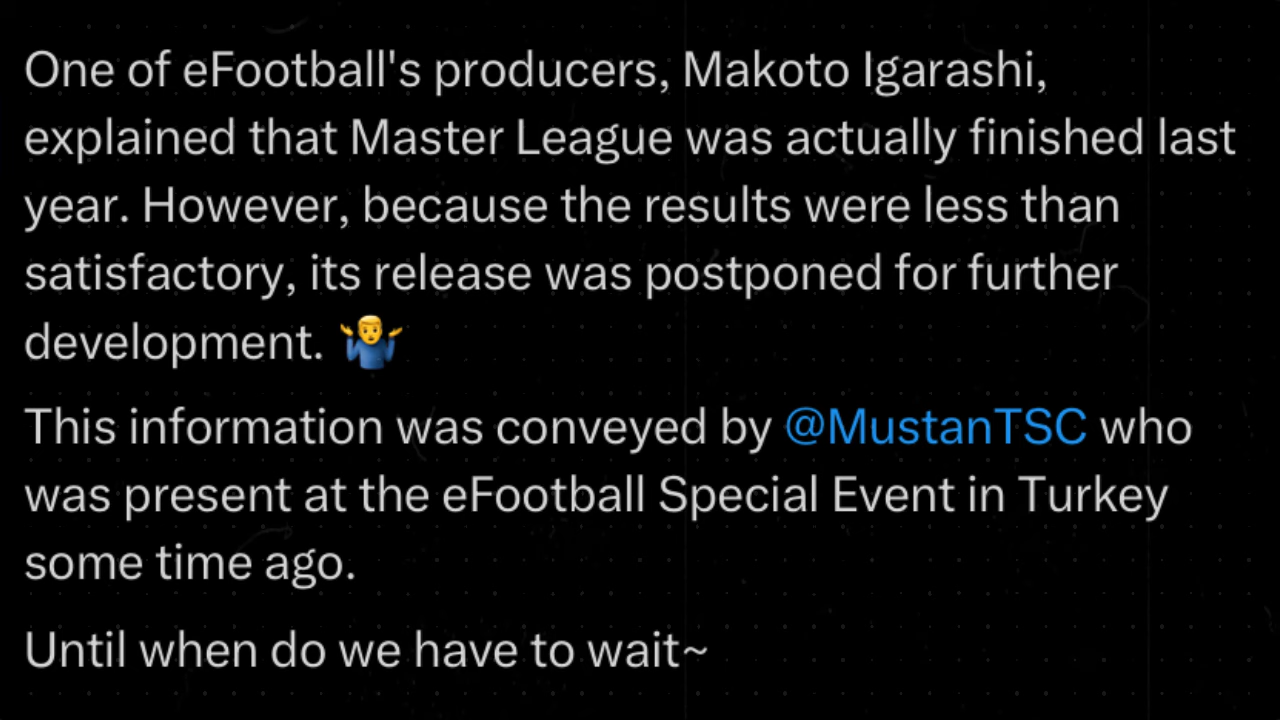 One of eFootball's producers, Makoto Igarashi,
explained that Master League was actually finished last
year. However, because the results were less than
satisfactory, its release was postponed for further
development. 🤷‍♂️
This information was conveyed by @MustanTSC who
was present at the eFootball Special Event in Turkey
some time ago.
Until when do we have to wait~